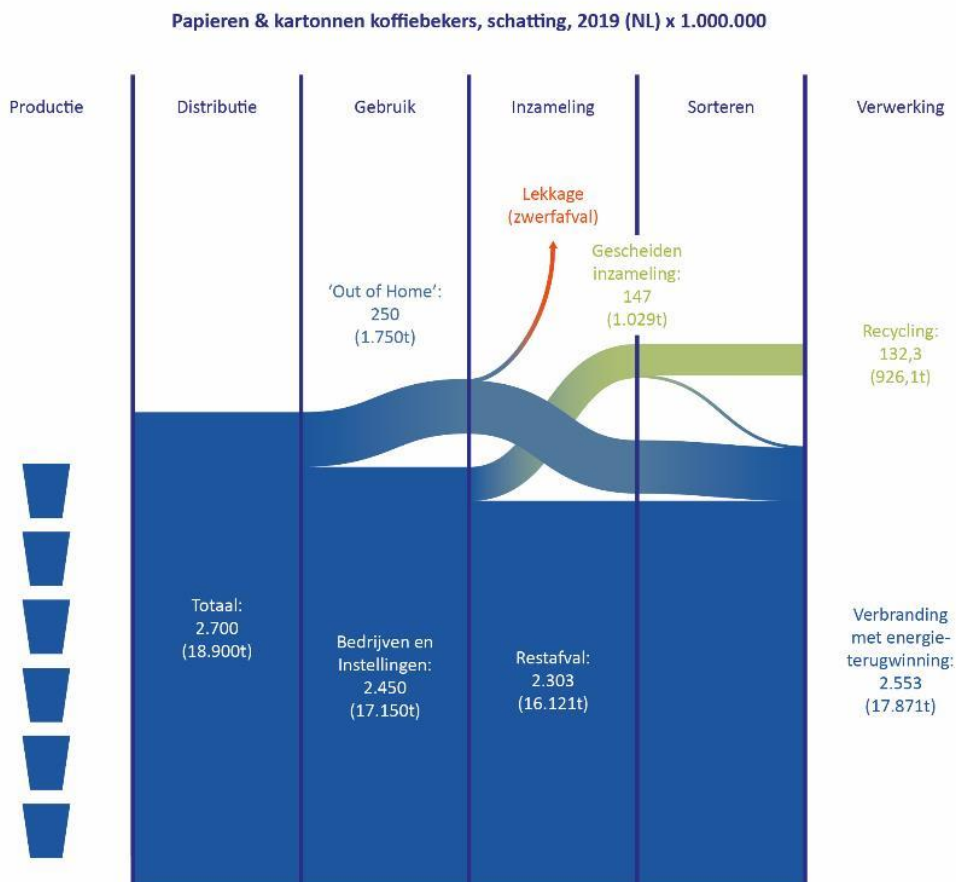 Papieren & kartonnen koffiebekers, schatting, 2019 (NL) x 1.000.000
Productie
Distributie
Gebruik
Inzameling
Sorteren
Verwerking
Lekkage
(zwerfafval)
Gescheiden
inzameling:
147
(1.029t)
‘Out of Home’:
250
(1.750t)
Recycling:
132,3
(926,1t)
Totaal:
2.700
(18.900t)
Bedrijven en
Instellingen:
2.450
(17.150t)
Restafval:
2.303
(16.121t)
Verbranding
met energie-
terugwinning:
2.553
(17.871t)